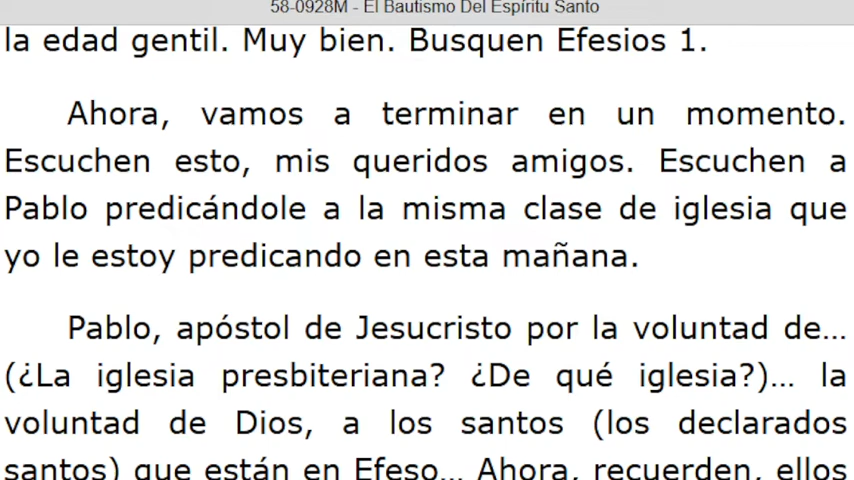 58-0928M - El Bautismo Del Espíritu Santo
la edad gentil. Muy bien. Busquen Efesios 1.
Ahora, vamos a terminar en un momento.
Escuchen esto, mis queridos amigos. Escuchen a
Pablo predicándole a la misma clase de iglesia que
yo le estoy predicando en esta mañana.
Pablo, apóstol de Jesucristo por la voluntad de…
(¿La iglesia presbiteriana? ¿De qué iglesia?)… la
voluntad de Dios, a los santos (los declarados
santos) que están en Efeso… Ahora, recuerden, ellos